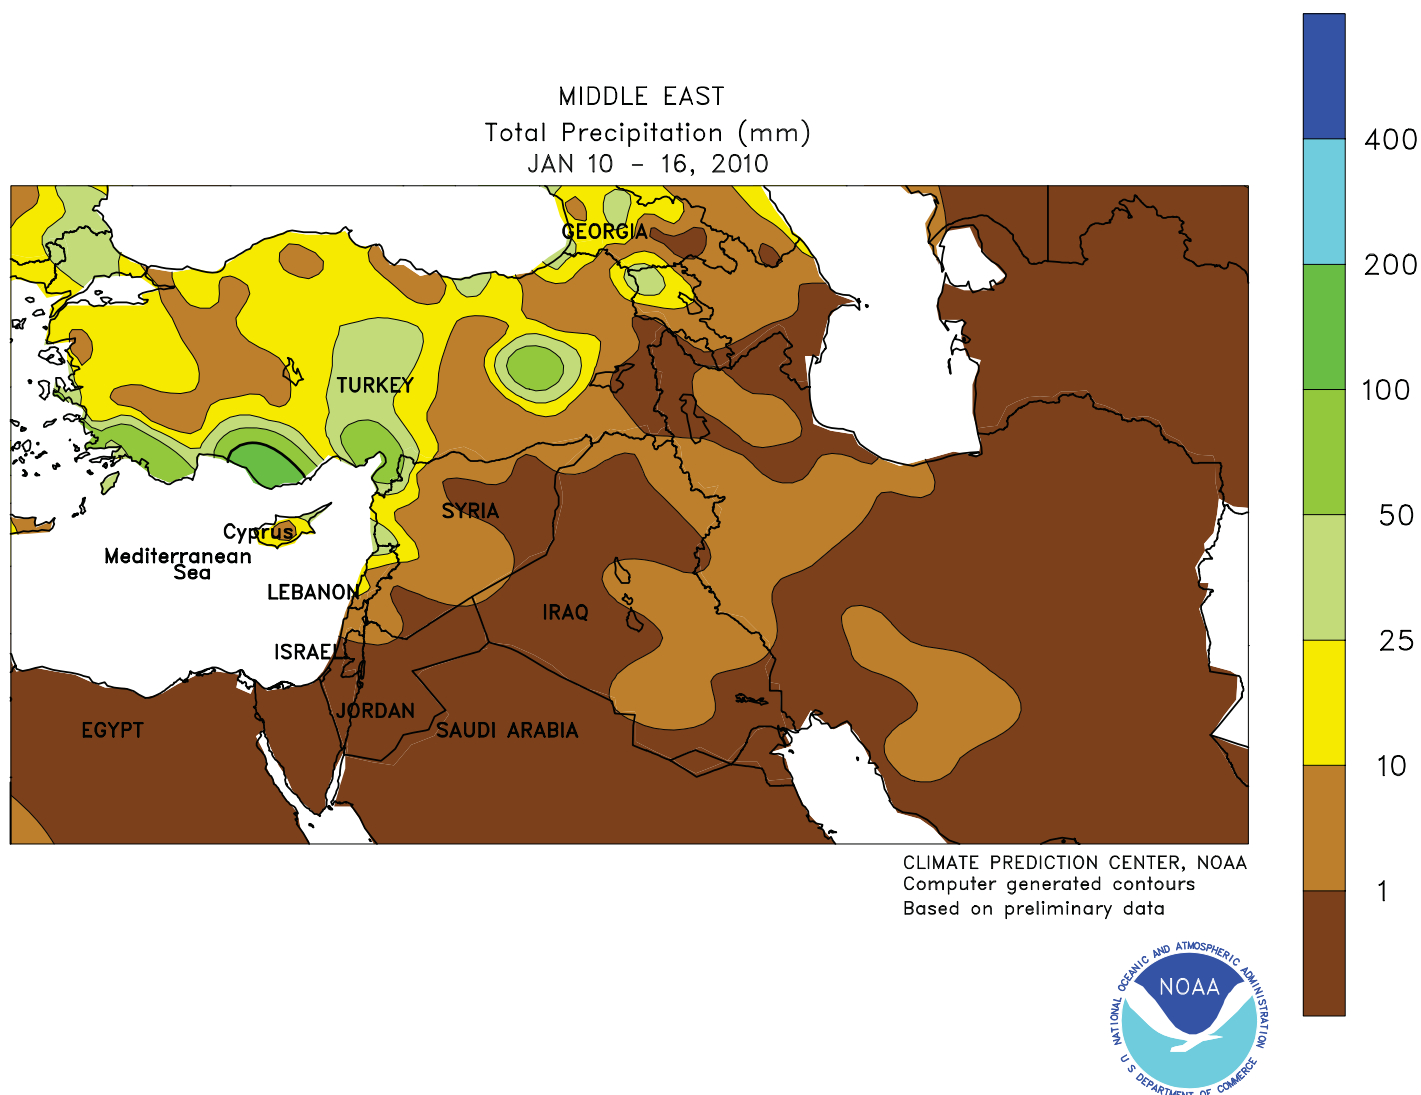 MIDDLE EAST
Total Precipitation (mm)
JAN 10 - 16, 2010
400
200
100
50
25
10
1
GEORGIA
TURKEY
SYRIA
Cyprus
Mediterranean
Sea
LEBANON
IRAQ
ISRAEL
JORDAN
EGYPT
SAUDI ARABIA
CLIMATE PREDICTION CENTER, NOAA
Computer generated contours
Based on preliminary data
NATIONAL OCEANIC AND ATMOSPHERIC ADMINISTRATION
NOAA
U S DEPARTMENT OF COMMERCE